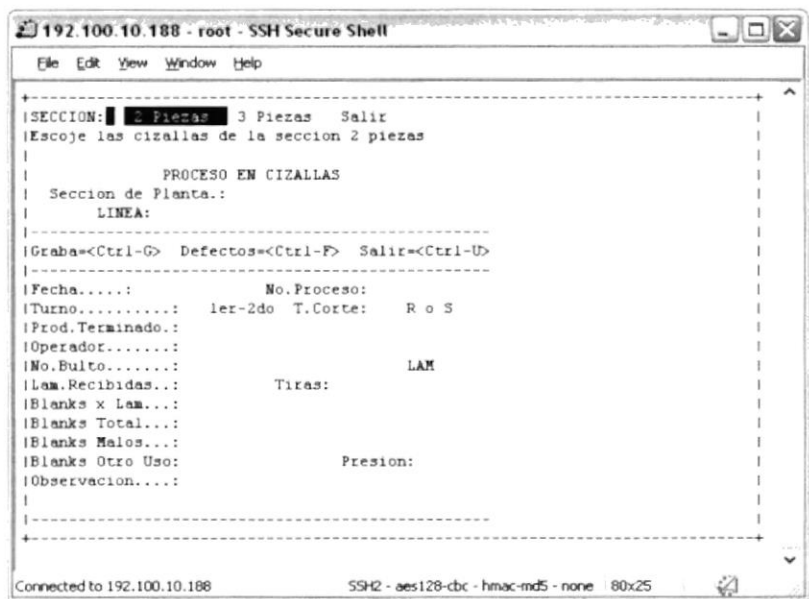 192.100.10.188 - root - SSH Secure Shell
File Edit View Window Help
SECCION: 2 Piezas 3 Piezas Salir
Escoje las cizallas de la seccion 2 piezas
PROCESO EN CIZALLAS
Seccion de Planta.:
LINEA:
Graba=<Ctrl-G> Defectos=<Ctrl-F> Salir=<Ctrl-U>
Fecha.....: No.Proceso:
Turno..........: 1er-2do T.Corte: R o S
Prod.Terminado.:
Operador.......:
No.Bulto.......: LAM
Lam.Recibidas..: Tiras:
Blanks x Lam...:
Blanks Total...:
Blanks Malos...:
Blanks Otro Uso: Presion:
Observacion....:
Connected to 192.100.10.188 SSH2 - aes128-cbc - hmac-md5 - none 80x25